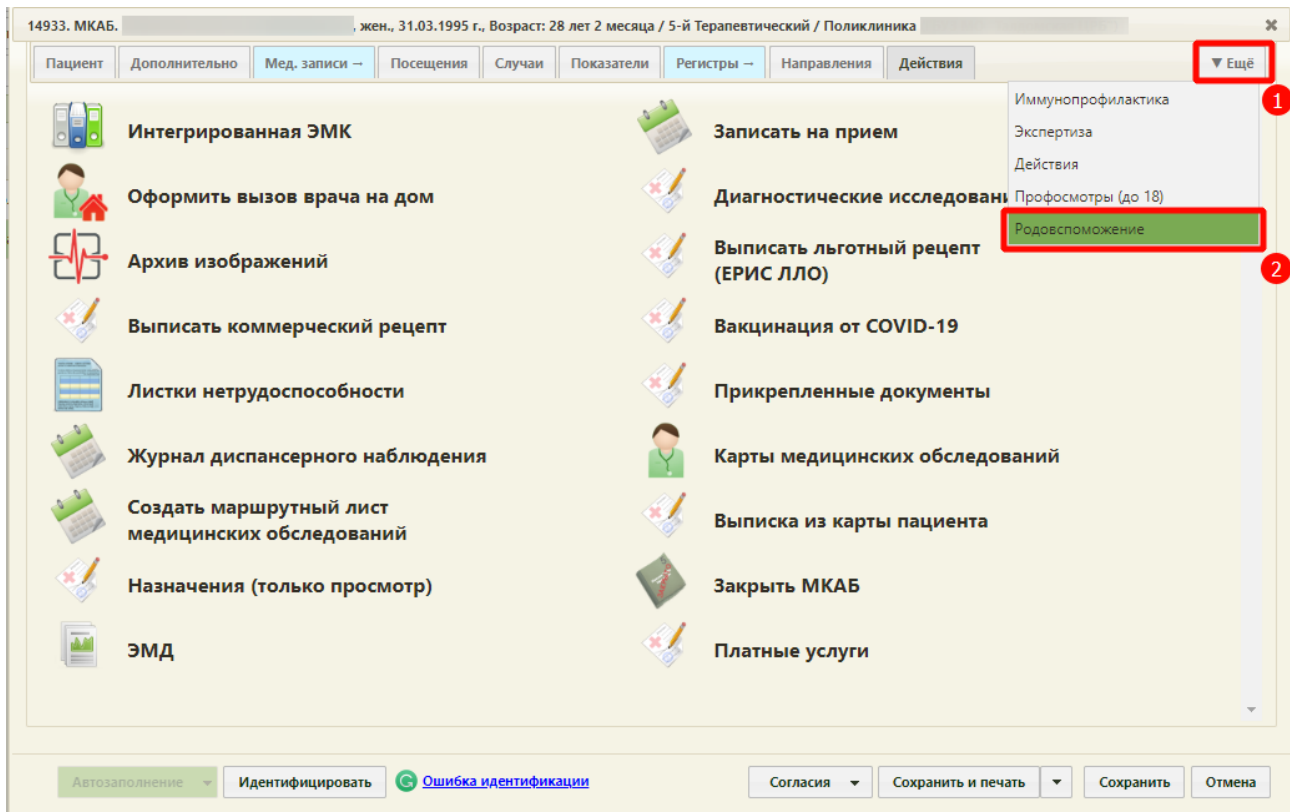 14933. МКАБ. , жен., 31.03.1995 г., Возраст: 28 лет 2 месяца / 5-й Терапевтический / Поликлиника
Пациент Дополнительно Мед. записи → Посещения Случаи Показатели Регистры → Направления Действия ▼ Ещё
1
Иммунопрофилактика
Экспертиза
Действия
Профосмотры (до 18)
Родовспоможение
2
Интегрированная ЭМК
Записать на прием
Оформить вызов врача на дом
Диагностические исследован
Архив изображений
Выписать льготный рецепт
(ЕРИС ЛЛО)
Выписать коммерческий рецепт
Вакцинация от COVID-19
Листки нетрудоспособности
Прикрепленные документы
Журнал диспансерного наблюдения
Карты медицинских обследований
Создать маршрутный лист
медицинских обследований
Выписка из карты пациента
Назначения (только просмотр)
Закрыть МКАБ
ЭМД
Платные услуги
Автозаполнение Идентифицировать Ошибка идентификации Согласия Сохранить и печать Сохранить Отмена